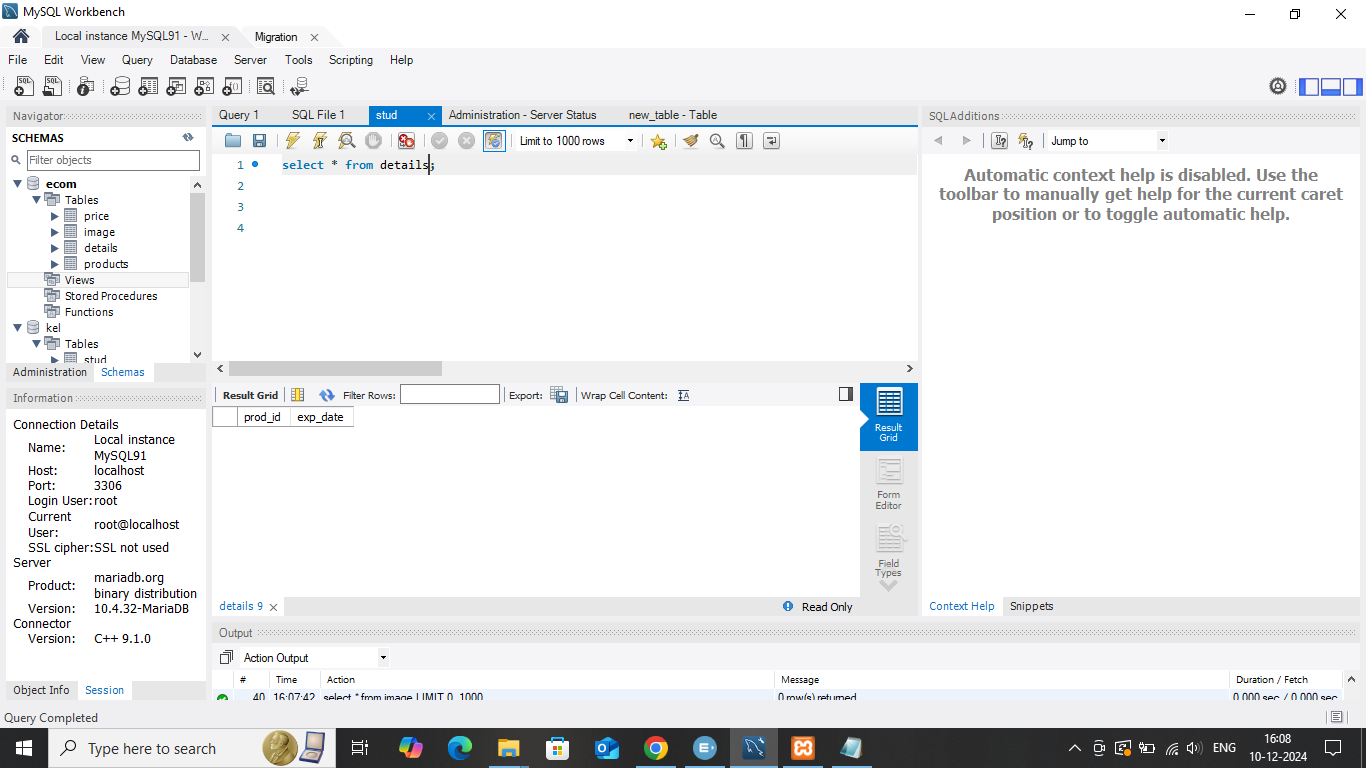 MySQL Workbench
Local instance MySQL91 - W...
Migration
File Edit View Query Database Server Tools Scripting Help
Navigator
SCHEMAS
Filter objects
ecom
Tables
price
image
details
products
Views
Stored Procedures
Functions
kel
Tables
stud
Administration Schemas
Information
Connection Details
Name: Local instance MySQL91
Host: localhost
Port: 3306
Login User: root
Current User: root@localhost
SSL cipher: SSL not used
Server
Product: mariadb.org binary distribution
Version: 10.4.32-MariaDB
Connector
Version: C++ 9.1.0
Object Info Session
Query Completed
Query 1 SQL File 1 stud Administration - Server Status new_table - Table
Limit to 1000 rows
1 select * from details;
2
3
4
Result Grid Filter Rows: Export: Wrap Cell Content:
prod_id exp_date
Result Grid
Form Editor
Field Types
details 9 Read Only
Output
Action Output
# Time Action Message Duration / Fetch
40 16:07:42 select * from image LIMIT 0, 1000 0 row(s) returned 0.000 sec / 0.000 sec
SQLAdditions
Jump to
Automatic context help is disabled. Use the
toolbar to manually get help for the current caret
position or to toggle automatic help.
Context Help Snippets
Type here to search
ENG
16:08
10-12-2024